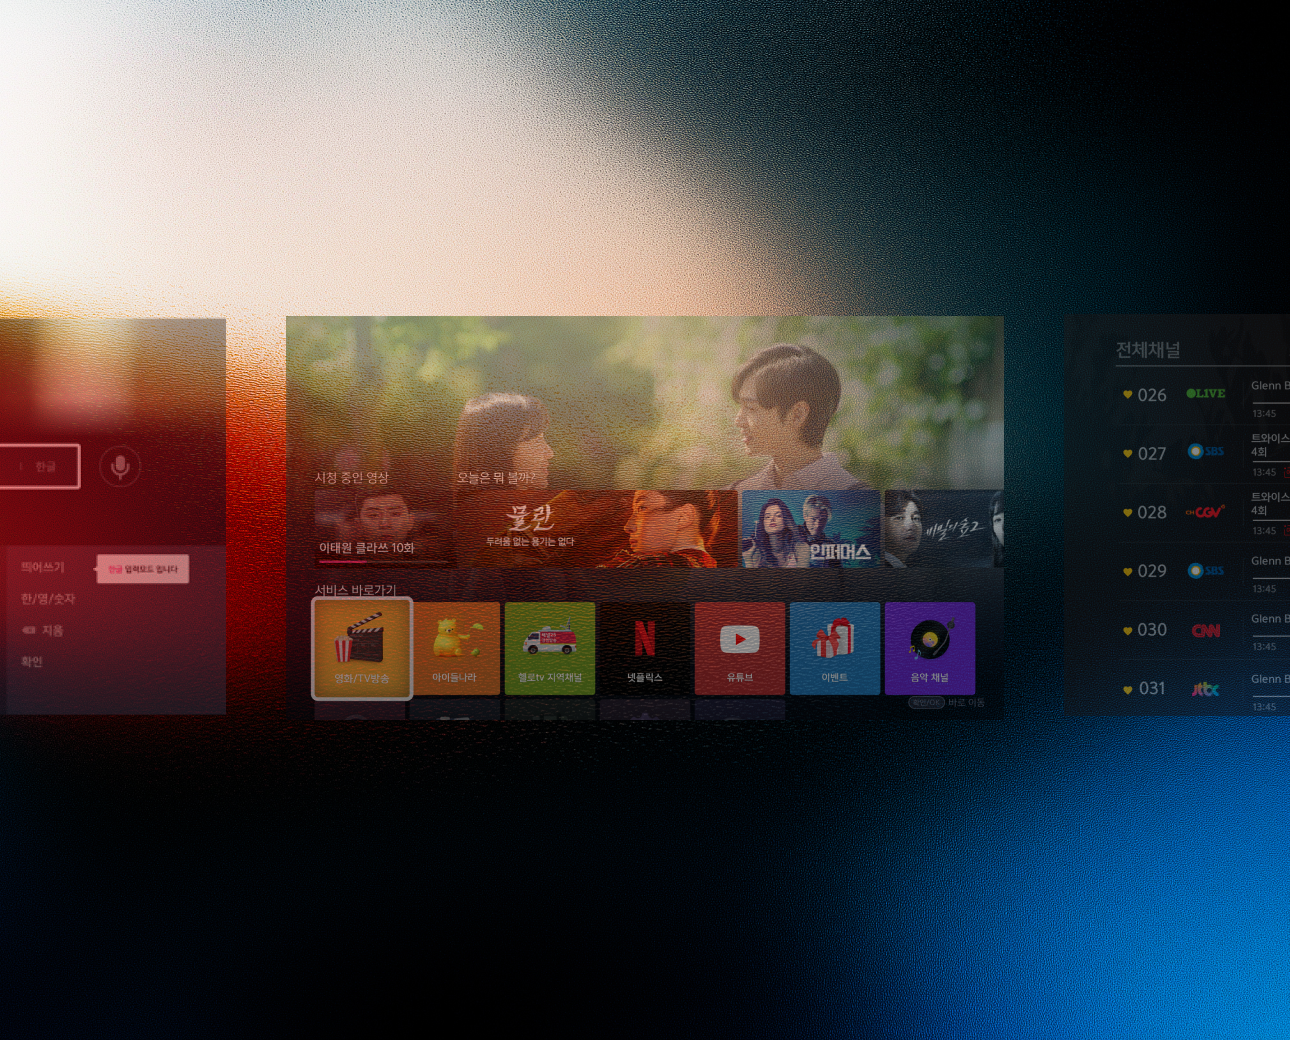 한글
띄어쓰기
한글 입력모드 입니다
한/영/숫자
지움
확인
시청 중인 영상
오늘은 뭐 볼까?
이태원 클라쓰 10화
뮬란
두려움 없는 용기는 없다
인퍼머스
비밀의 숲2
서비스 바로가기
영화/TV방송
아이들나라
헬로tv 지역채널
N
넷플릭스
유튜브
이벤트
음악 채널
확인/OK 바로 이동
전체채널
026 LIVE Glenn B
13:45
027 SBS 트와이스
4회
13:45
028 CH CGV 트와이스
4회
13:45
029 SBS Glenn B
13:45
030 CNN Glenn B
13:45
031 jtbc Glenn B
13:45